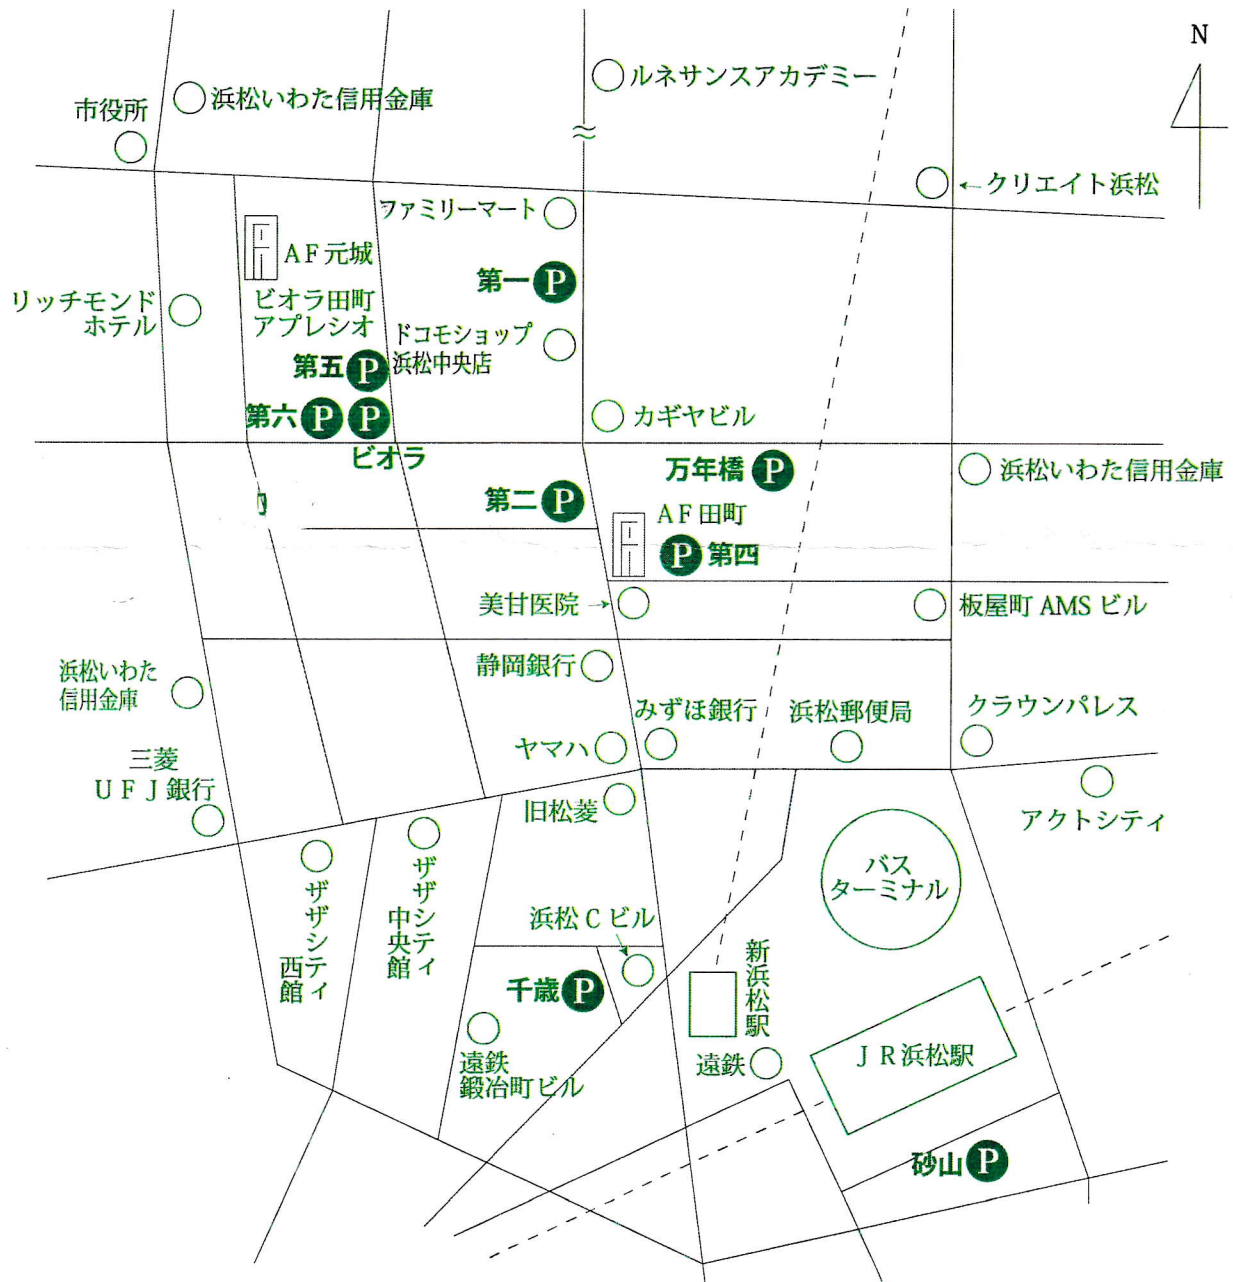 N
ルネサンスアカデミー
浜松いわた信用金庫
市役所
クリエイト浜松
ファミリーマート
AF元城
第一 P
リッチモンド
ホテル
ビオラ田町
アプレシオ
ドコモショップ
浜松中央店
第五 P
第六 P P
ビオラ
カギヤビル
万年橋 P
浜松いわた信用金庫
第二 P
AF田町
P 第四
美甘医院
板屋町 AMS ビル
静岡銀行
浜松いわた
信用金庫
みずほ銀行
浜松郵便局
クラウンパレス
ヤマハ
三菱
UFJ銀行
旧松菱
アクトシティ
ザザシティ
西館
ザザシティ
中央館
バス
ターミナル
浜松Cビル
新浜松駅
千歳 P
遠鉄
鍛冶町ビル
遠鉄
JR浜松駅
砂山 P